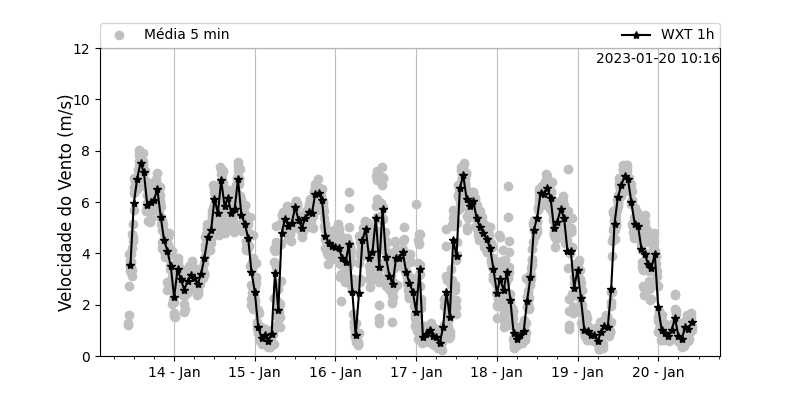 Média 5 min
WXT 1h
2023-01-20 10:16
Velocidade do Vento (m/s)
12
10
8
6
4
2
0
14 - Jan
15 - Jan
16 - Jan
17 - Jan
18 - Jan
19 - Jan
20 - Jan